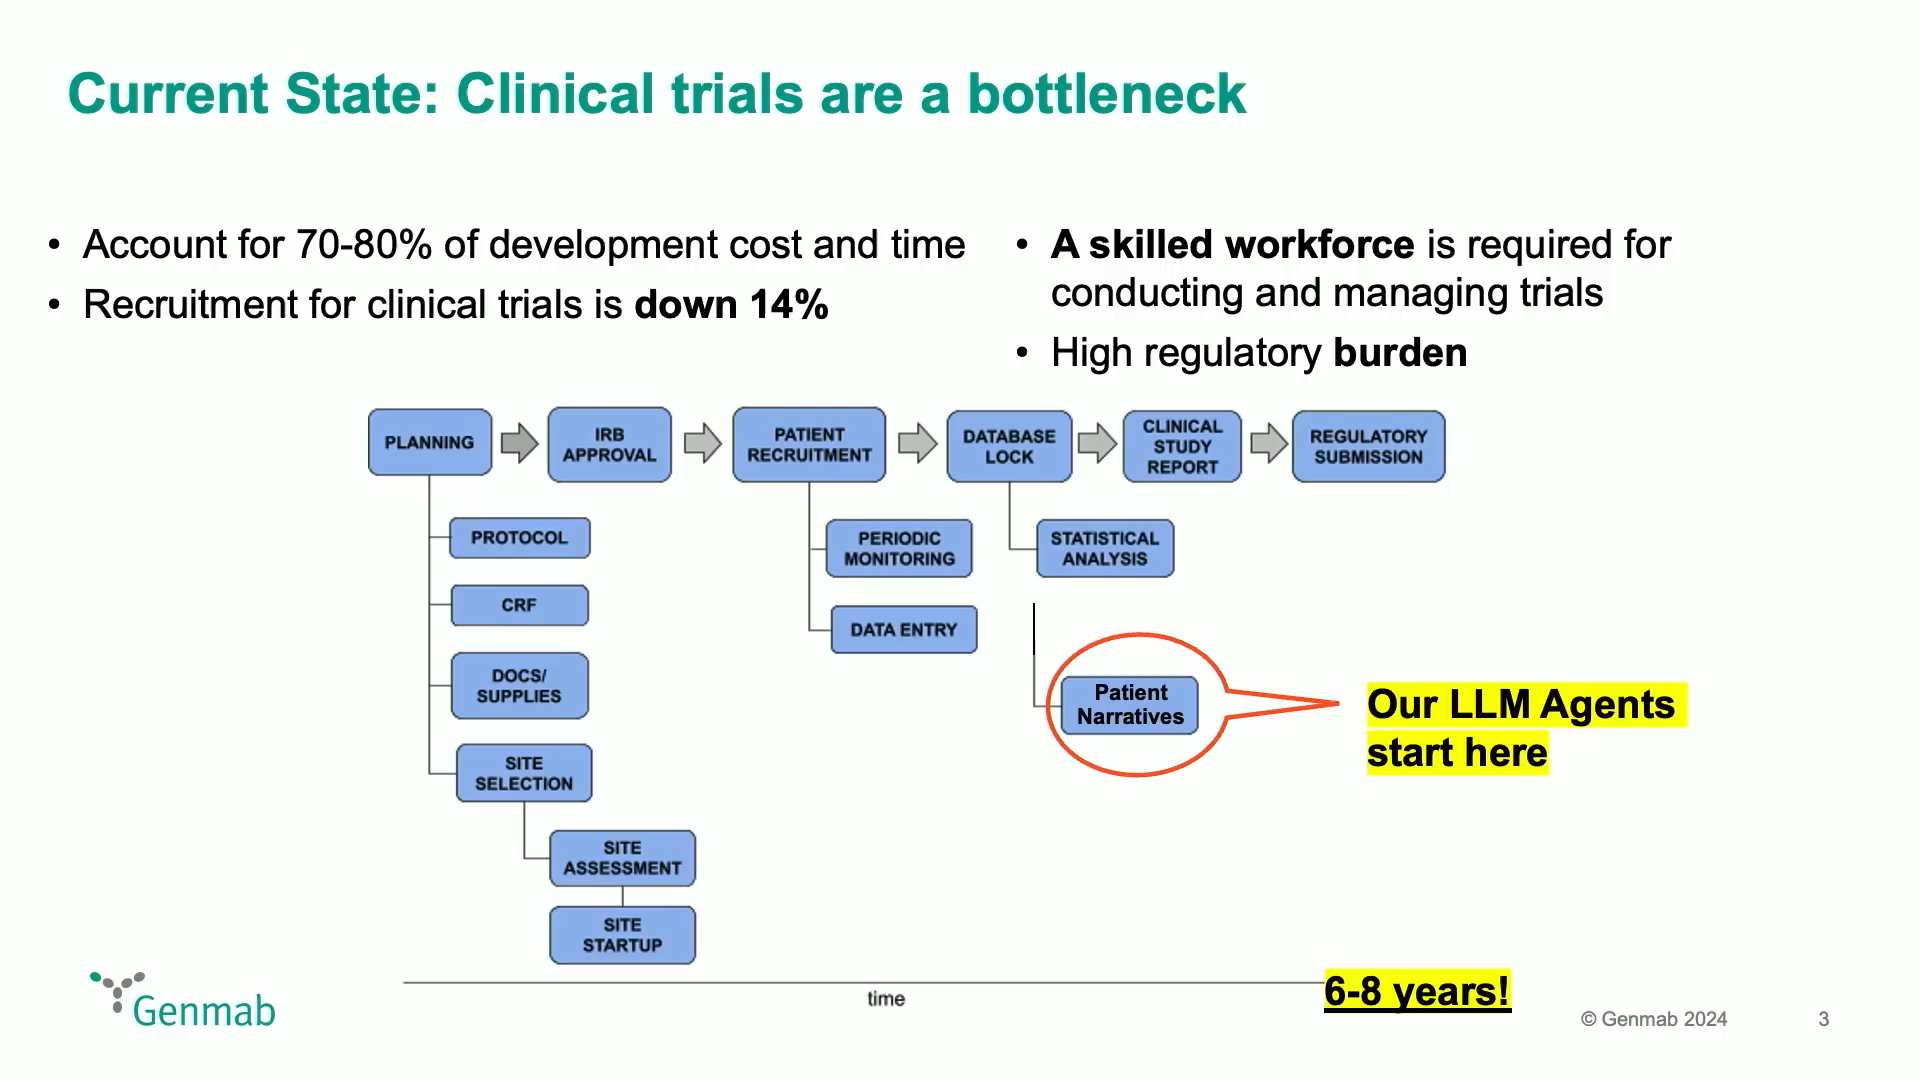 Current State: Clinical trials are a bottleneck
• Account for 70-80% of development cost and time
• Recruitment for clinical trials is down 14%
• A skilled workforce is required for
conducting and managing trials
• High regulatory burden
PLANNING
IRB
APPROVAL
PATIENT
RECRUITMENT
DATABASE
LOCK
CLINICAL
STUDY
REPORT
REGULATORY
SUBMISSION
PROTOCOL
CRF
DOCS/
SUPPLIES
SITE
SELECTION
SITE
ASSESSMENT
SITE
STARTUP
PERIODIC
MONITORING
DATA ENTRY
STATISTICAL
ANALYSIS
Patient
Narratives
Our LLM Agents
start here
time
6-8 years!
Genmab
© Genmab 2024
3